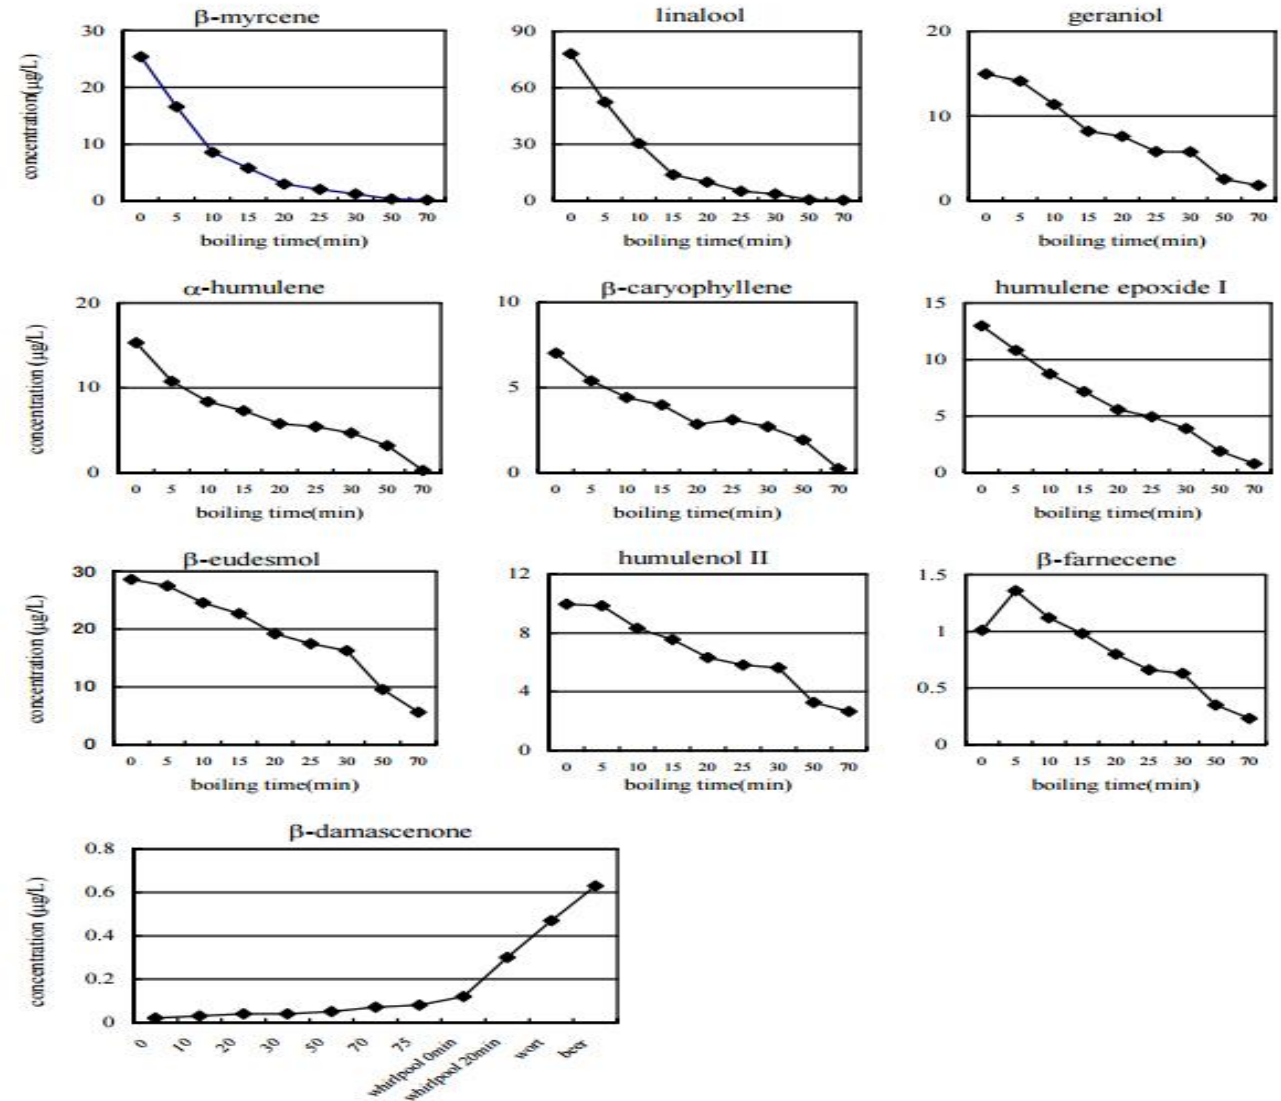 β-myrcene
linalool
geraniol
concentration(μg/L)
30
20
10
0
90
60
30
0
20
10
0
0 5 10 15 20 25 30 50 70
0 5 10 15 20 25 30 50 70
0 5 10 15 20 25 30 50 70
boiling time(min)
boiling time(min)
boiling time(min)
α-humulene
β-caryophyllene
humulene epoxide I
concentration (μg/L)
20
10
0
10
5
0
15
10
5
0
0 5 10 15 20 25 30 50 70
0 5 10 15 20 25 30 50 70
0 5 10 15 20 25 30 50 70
boiling time(min)
boiling time(min)
boiling time(min)
β-eudesmol
humulenol II
β-farnecene
concentration (μg/L)
30
20
10
0
12
8
4
0
1.5
1
0.5
0
0 5 10 15 20 25 30 50 70
0 5 10 15 20 25 30 50 70
0 5 10 15 20 25 30 50 70
boiling time(min)
boiling time(min)
boiling time(min)
β-damascenone
concentration (μg/L)
0.8
0.6
0.4
0.2
0
0 10 20 30 50 70 75 whirlpool 0min whirlpool 20min wort beer